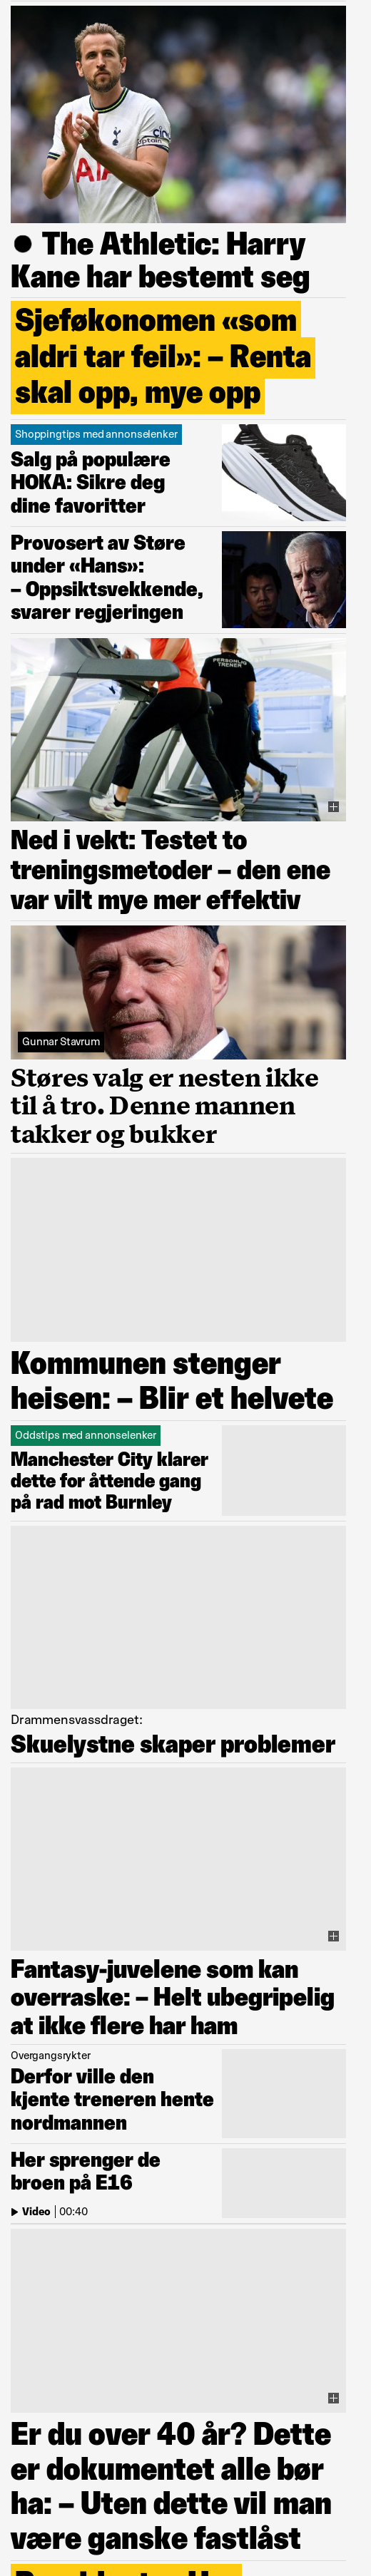 AIA
The Athletic: Harry
Kane har bestemt seg
Sjeføkonomen «som
aldri tar feil»: – Renta
skal opp, mye opp
Shoppingtips med annonselenker
Salg på populære
HOKA: Sikre deg
dine favoritter
Provosert av Støre
under «Hans»:
– Oppsiktsvekkende,
svarer regjeringen
PERSONLIG
TRENER
Ned i vekt: Testet to
treningsmetoder – den ene
var vilt mye mer effektiv
Gunnar Stavrum
Støres valg er nesten ikke
til å tro. Denne mannen
takker og bukker
Kommunen stenger
heisen: – Blir et helvete
Oddstips med annonselenker
Manchester City klarer
dette for åttende gang
på rad mot Burnley
Drammensvassdraget:
Skuelystne skaper problemer
Fantasy-juvelene som kan
overraske: – Helt ubegripelig
at ikke flere har ham
Overgangsrykter
Derfor ville den
kjente treneren hente
nordmannen
Her sprenger de
broen på E16
Video | 00:40
Er du over 40 år? Dette
er dokumentet alle bør
ha: – Uten dette vil man
være ganske fastlåst